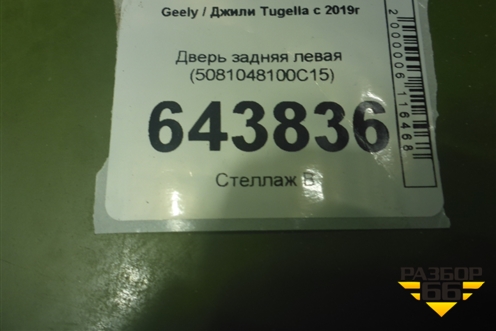 Geely / Джили Tugella с 2019г
Дверь задняя левая
(5081048100C15)
643836
Стеллаж В
2000006116468
РАЗБОР
66